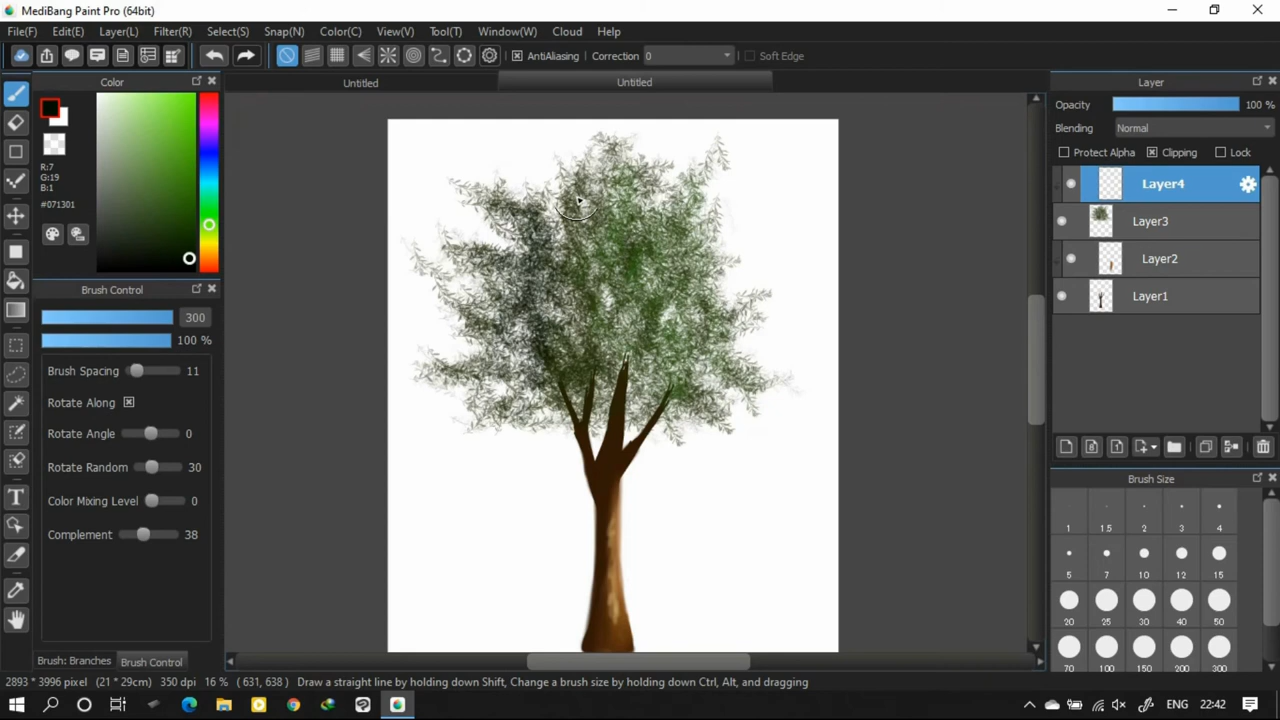 MediBang Paint Pro (64bit)
File(F) Edit(E) Layer(L) Filter(R) Select(S) Snap(N) Color(C) View(V) Tool(T) Window(W) Cloud Help
AntiAliasing Correction 0 Soft Edge
Color
Untitled Untitled
Layer
Opacity 100 %
Blending Normal
Protect Alpha Clipping Lock
R:7
G:19
B:1
#071301
Layer4
Layer3
Layer2
Layer1
Brush Control
300
100 %
Brush Spacing 11
Rotate Along
Rotate Angle 0
Rotate Random 30
Color Mixing Level 0
Complement 38
Brush Size
1 1.5 2 3 4
5 7 10 12 15
20 25 30 40 50
70 100 150 200 300
Brush: Branches Brush Control
2893 * 3996 pixel (21 * 29cm) 350 dpi 16 % ( 631, 638 ) Draw a straight line by holding down Shift, Change a brush size by holding down Ctrl, Alt, and dragging
ENG 22:42